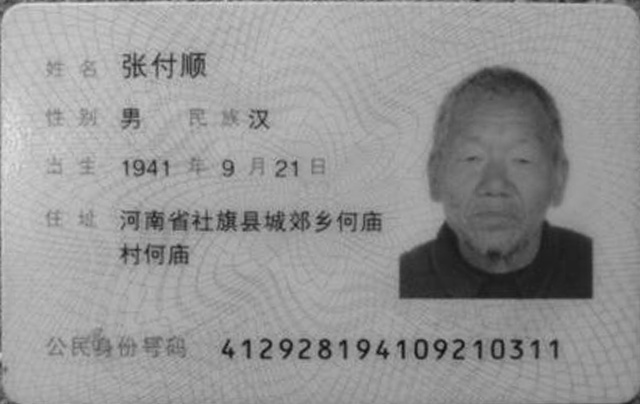 姓名 张付顺
性别 男 民族 汉
出生 1941 年 9 月 21 日
住址 河南省社旗县城郊乡何庙
村何庙
公民身份号码 412928194109210311